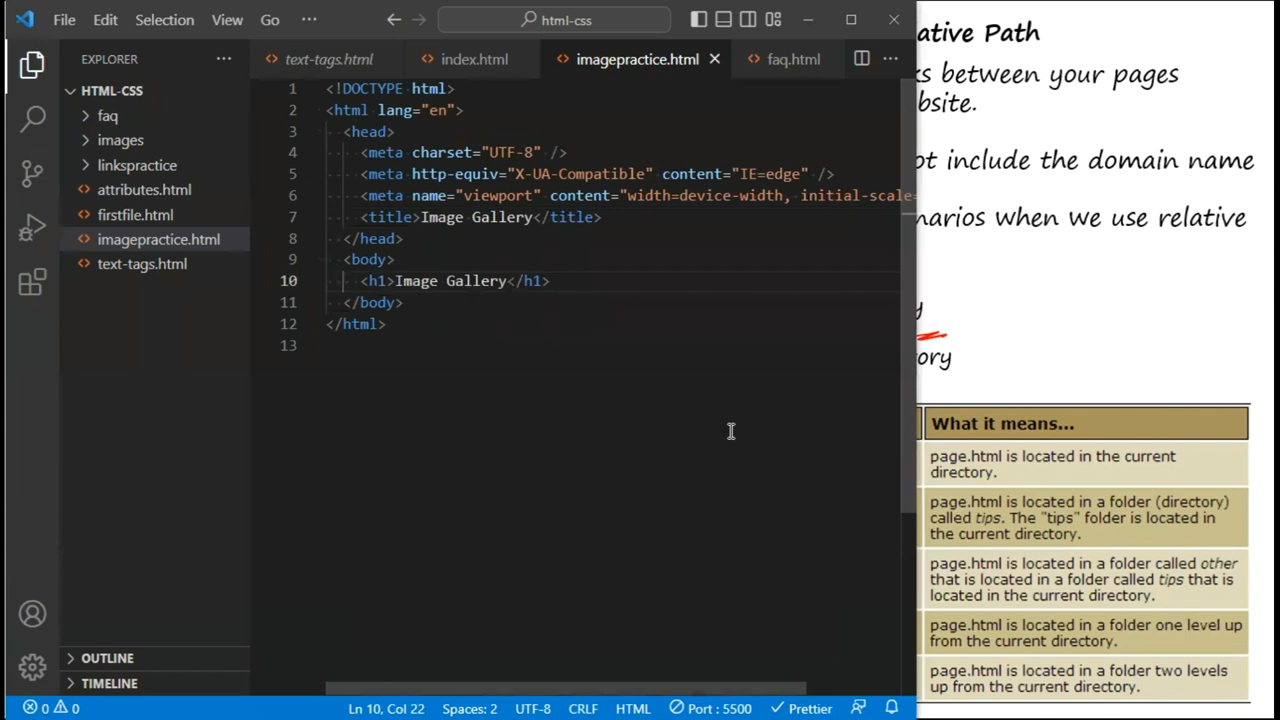 File Edit Selection View Go ··· html-css
EXPLORER ···
HTML-CSS
faq
images
linkspractice
attributes.html
firstfile.html
imagepractice.html
text-tags.html
OUTLINE
TIMELINE
text-tags.html index.html imagepractice.html faq.html ···
1 <!DOCTYPE html>
2 <html lang="en">
3 <head>
4 <meta charset="UTF-8" />
5 <meta http-equiv="X-UA-Compatible" content="IE=edge" />
6 <meta name="viewport" content="width=device-width, initial-scale=
7 <title>Image Gallery</title>
8 </head>
9 <body>
10 <h1>Image Gallery</h1>
11 </body>
12 </html>
13
0 0 Ln 10, Col 22 Spaces: 2 UTF-8 CRLF HTML Port : 5500 Prettier
ative Path
s between your pages
bsite.
ot include the domain name
narios when we use relative
y
ory
What it means...
page.html is located in the current
directory.
page.html is located in a folder (directory)
called tips. The "tips" folder is located in
the current directory.
page.html is located in a folder called other
that is located in a folder called tips that is
located in the current directory.
page.html is located in a folder one level up
from the current directory.
page.html is located in a folder two levels
up from the current directory.